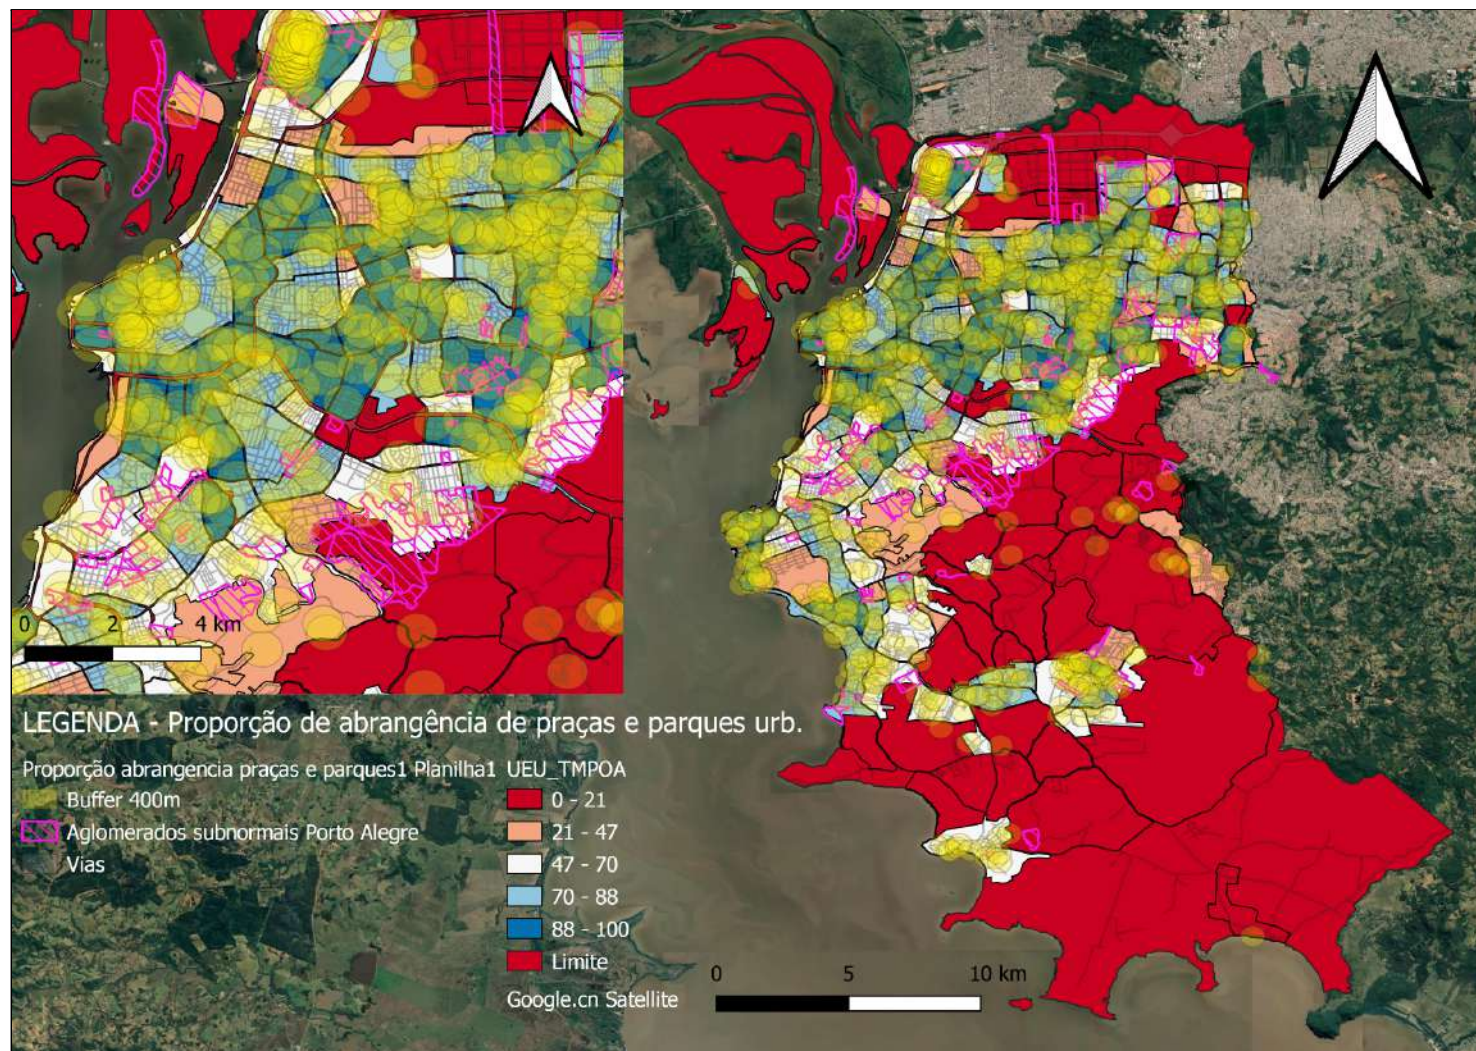 0 2 4 km
LEGENDA - Proporção de abrangência de praças e parques urb.
Proporção abrangencia praças e parques1 Planilha1 UEU_TMPOA
Buffer 400m
Aglomerados subnormais Porto Alegre
Vias
0 - 21
21 - 47
47 - 70
70 - 88
88 - 100
Limite
Google.cn Satellite
0 5 10 km